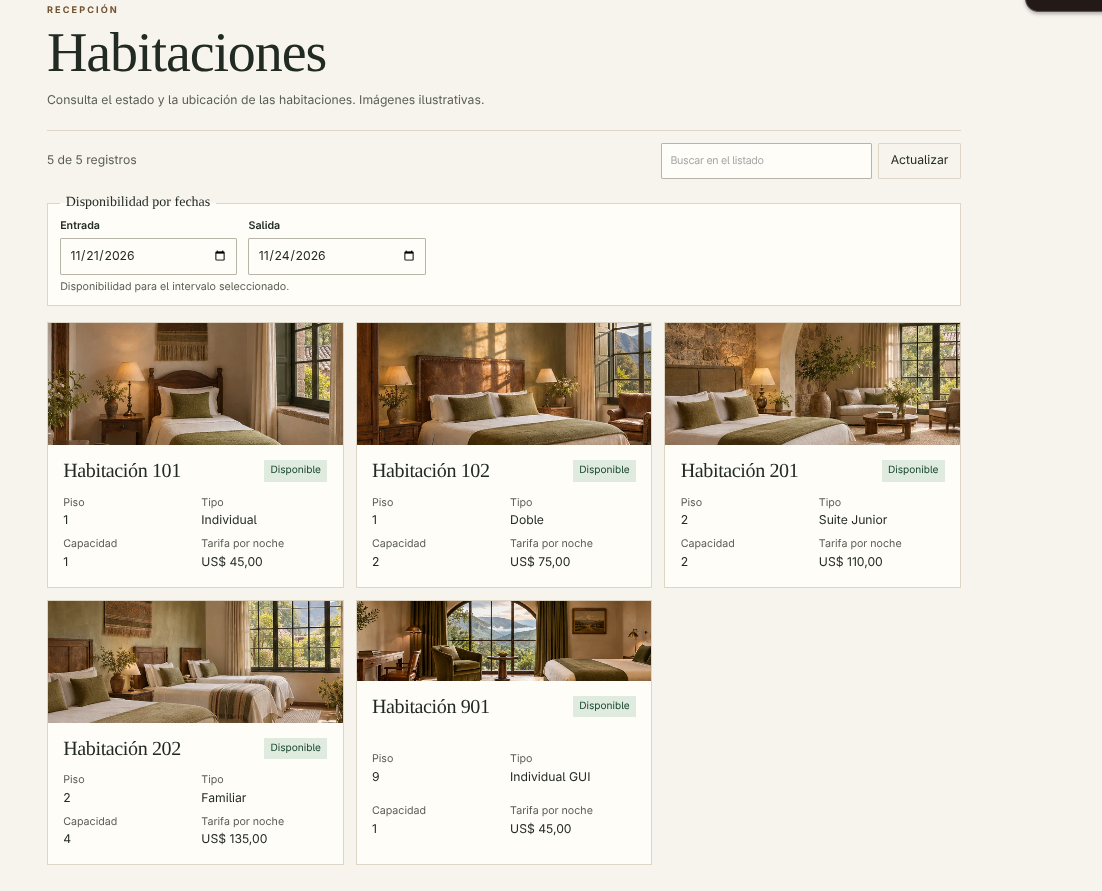 RECEPCIÓN
Habitaciones
Consulta el estado y la ubicación de las habitaciones. Imágenes ilustrativas.
5 de 5 registros
Buscar en el listado
Actualizar
Disponibilidad por fechas
Entrada
Salida
11/21/2026
11/24/2026
Disponibilidad para el intervalo seleccionado.
Habitación 101
Disponible
Piso
Tipo
1
Individual
Capacidad
Tarifa por noche
1
US$ 45,00
Habitación 102
Disponible
Piso
Tipo
1
Doble
Capacidad
Tarifa por noche
2
US$ 75,00
Habitación 201
Disponible
Piso
Tipo
2
Suite Junior
Capacidad
Tarifa por noche
2
US$ 110,00
Habitación 202
Disponible
Piso
Tipo
2
Familiar
Capacidad
Tarifa por noche
4
US$ 135,00
Habitación 901
Disponible
Piso
Tipo
9
Individual GUI
Capacidad
Tarifa por noche
1
US$ 45,00